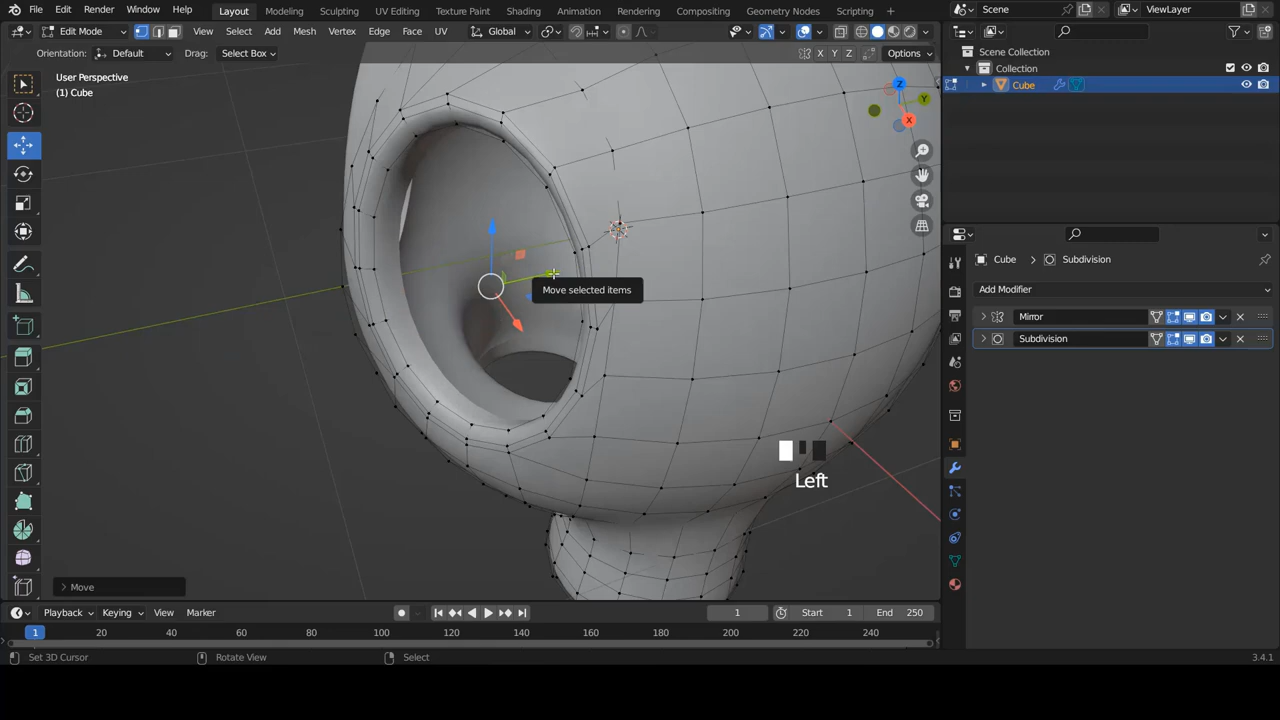 File Edit Render Window Help Layout Modeling Sculpting UV Editing Texture Paint Shading Animation Rendering Compositing Geometry Nodes Scripting Scene ViewLayer
Edit Mode View Select Add Mesh Vertex Edge Face UV Global
Orientation: Default Drag: Select Box X Y Z Options
Scene Collection
Collection
Cube
User Perspective
(1) Cube
Z
Y
X
Cube > Subdivision
Add Modifier
Mirror
Subdivision
Move selected items
Left
> Move
Playback Keying View Marker 1 Start 1 End 250
1 20 40 60 80 100 120 140 160 180 200 220 240
Set 3D Cursor Rotate View Select 3.4.1